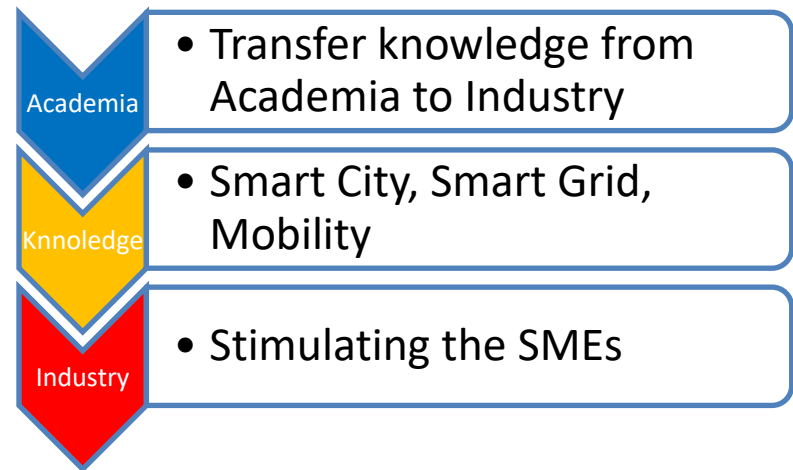 Academia
• Transfer knowledge from
Academia to Industry
Knnoledge
• Smart City, Smart Grid,
Mobility
Industry
• Stimulating the SMEs